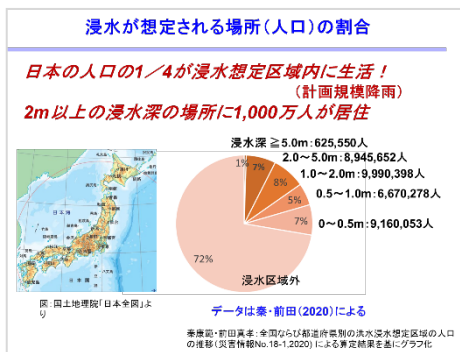 浸水が想定される場所(人口)の割合
日本の人口の1/4が浸水想定区域内に生活!
(計画規模降雨)
2m以上の浸水深の場所に1,000万人が居住
浸水深 ≧5.0m:625,550人
2.0~5.0m:8,945,652人
1.0~2.0m:9,990,398人
0.5~1.0m:6,670,278人
0~0.5m:9,160,053人
1%
7%
8%
5%
7%
72%
浸水区域外
日本海
図:国土地理院「日本全図」よ
り
データは秦・前田(2020)による
秦康範・前田真孝:全国ならび都道府県別の洪水浸水想定区域の人口
の推移(災害情報No.18-1,2020)による算定結果を基にグラフ化